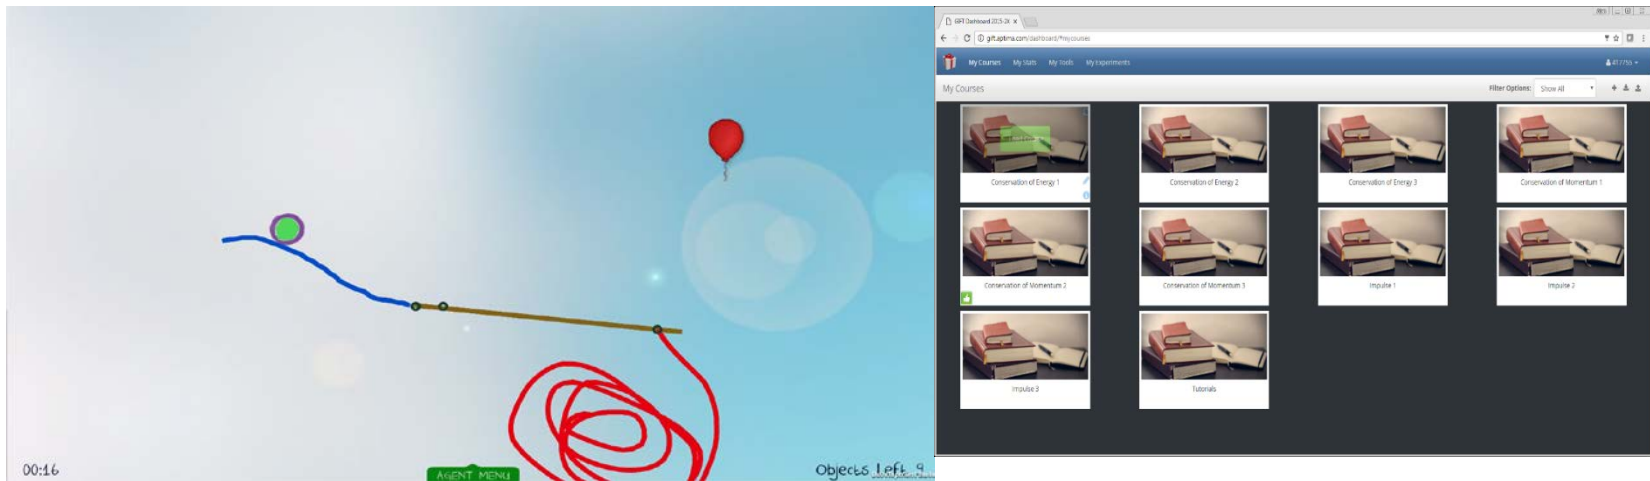 00:16
AGENT MENU
Objects Left 9
GIFT Dashboard 2015-2X
gift.aptima.com/dashboard/#mycourses
My Courses My Stats My Tools My Experiments
My Courses
Filter Options: Show All
Conservation of Energy 1
Conservation of Energy 2
Conservation of Energy 3
Conservation of Momentum 1
Conservation of Momentum 2
Conservation of Momentum 3
Impulse 1
Impulse 2
Impulse 3
Tutorials